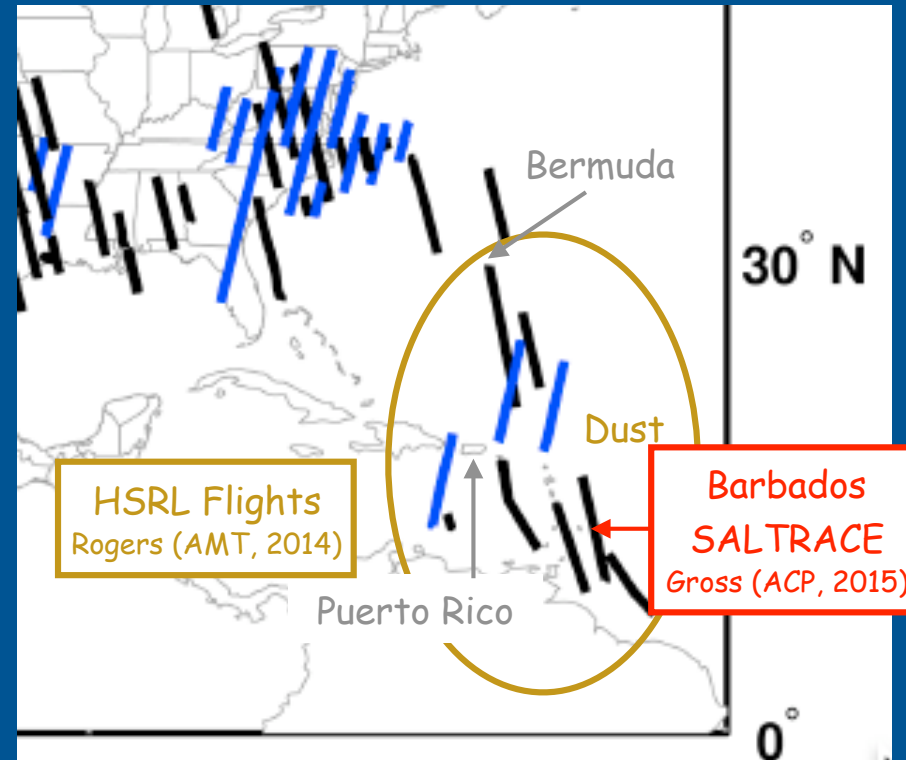 Bermuda
30° N
Dust
HSRL Flights
Rogers (AMT, 2014)
Barbados
SALTRACE
Gross (ACP, 2015)
Puerto Rico
0°